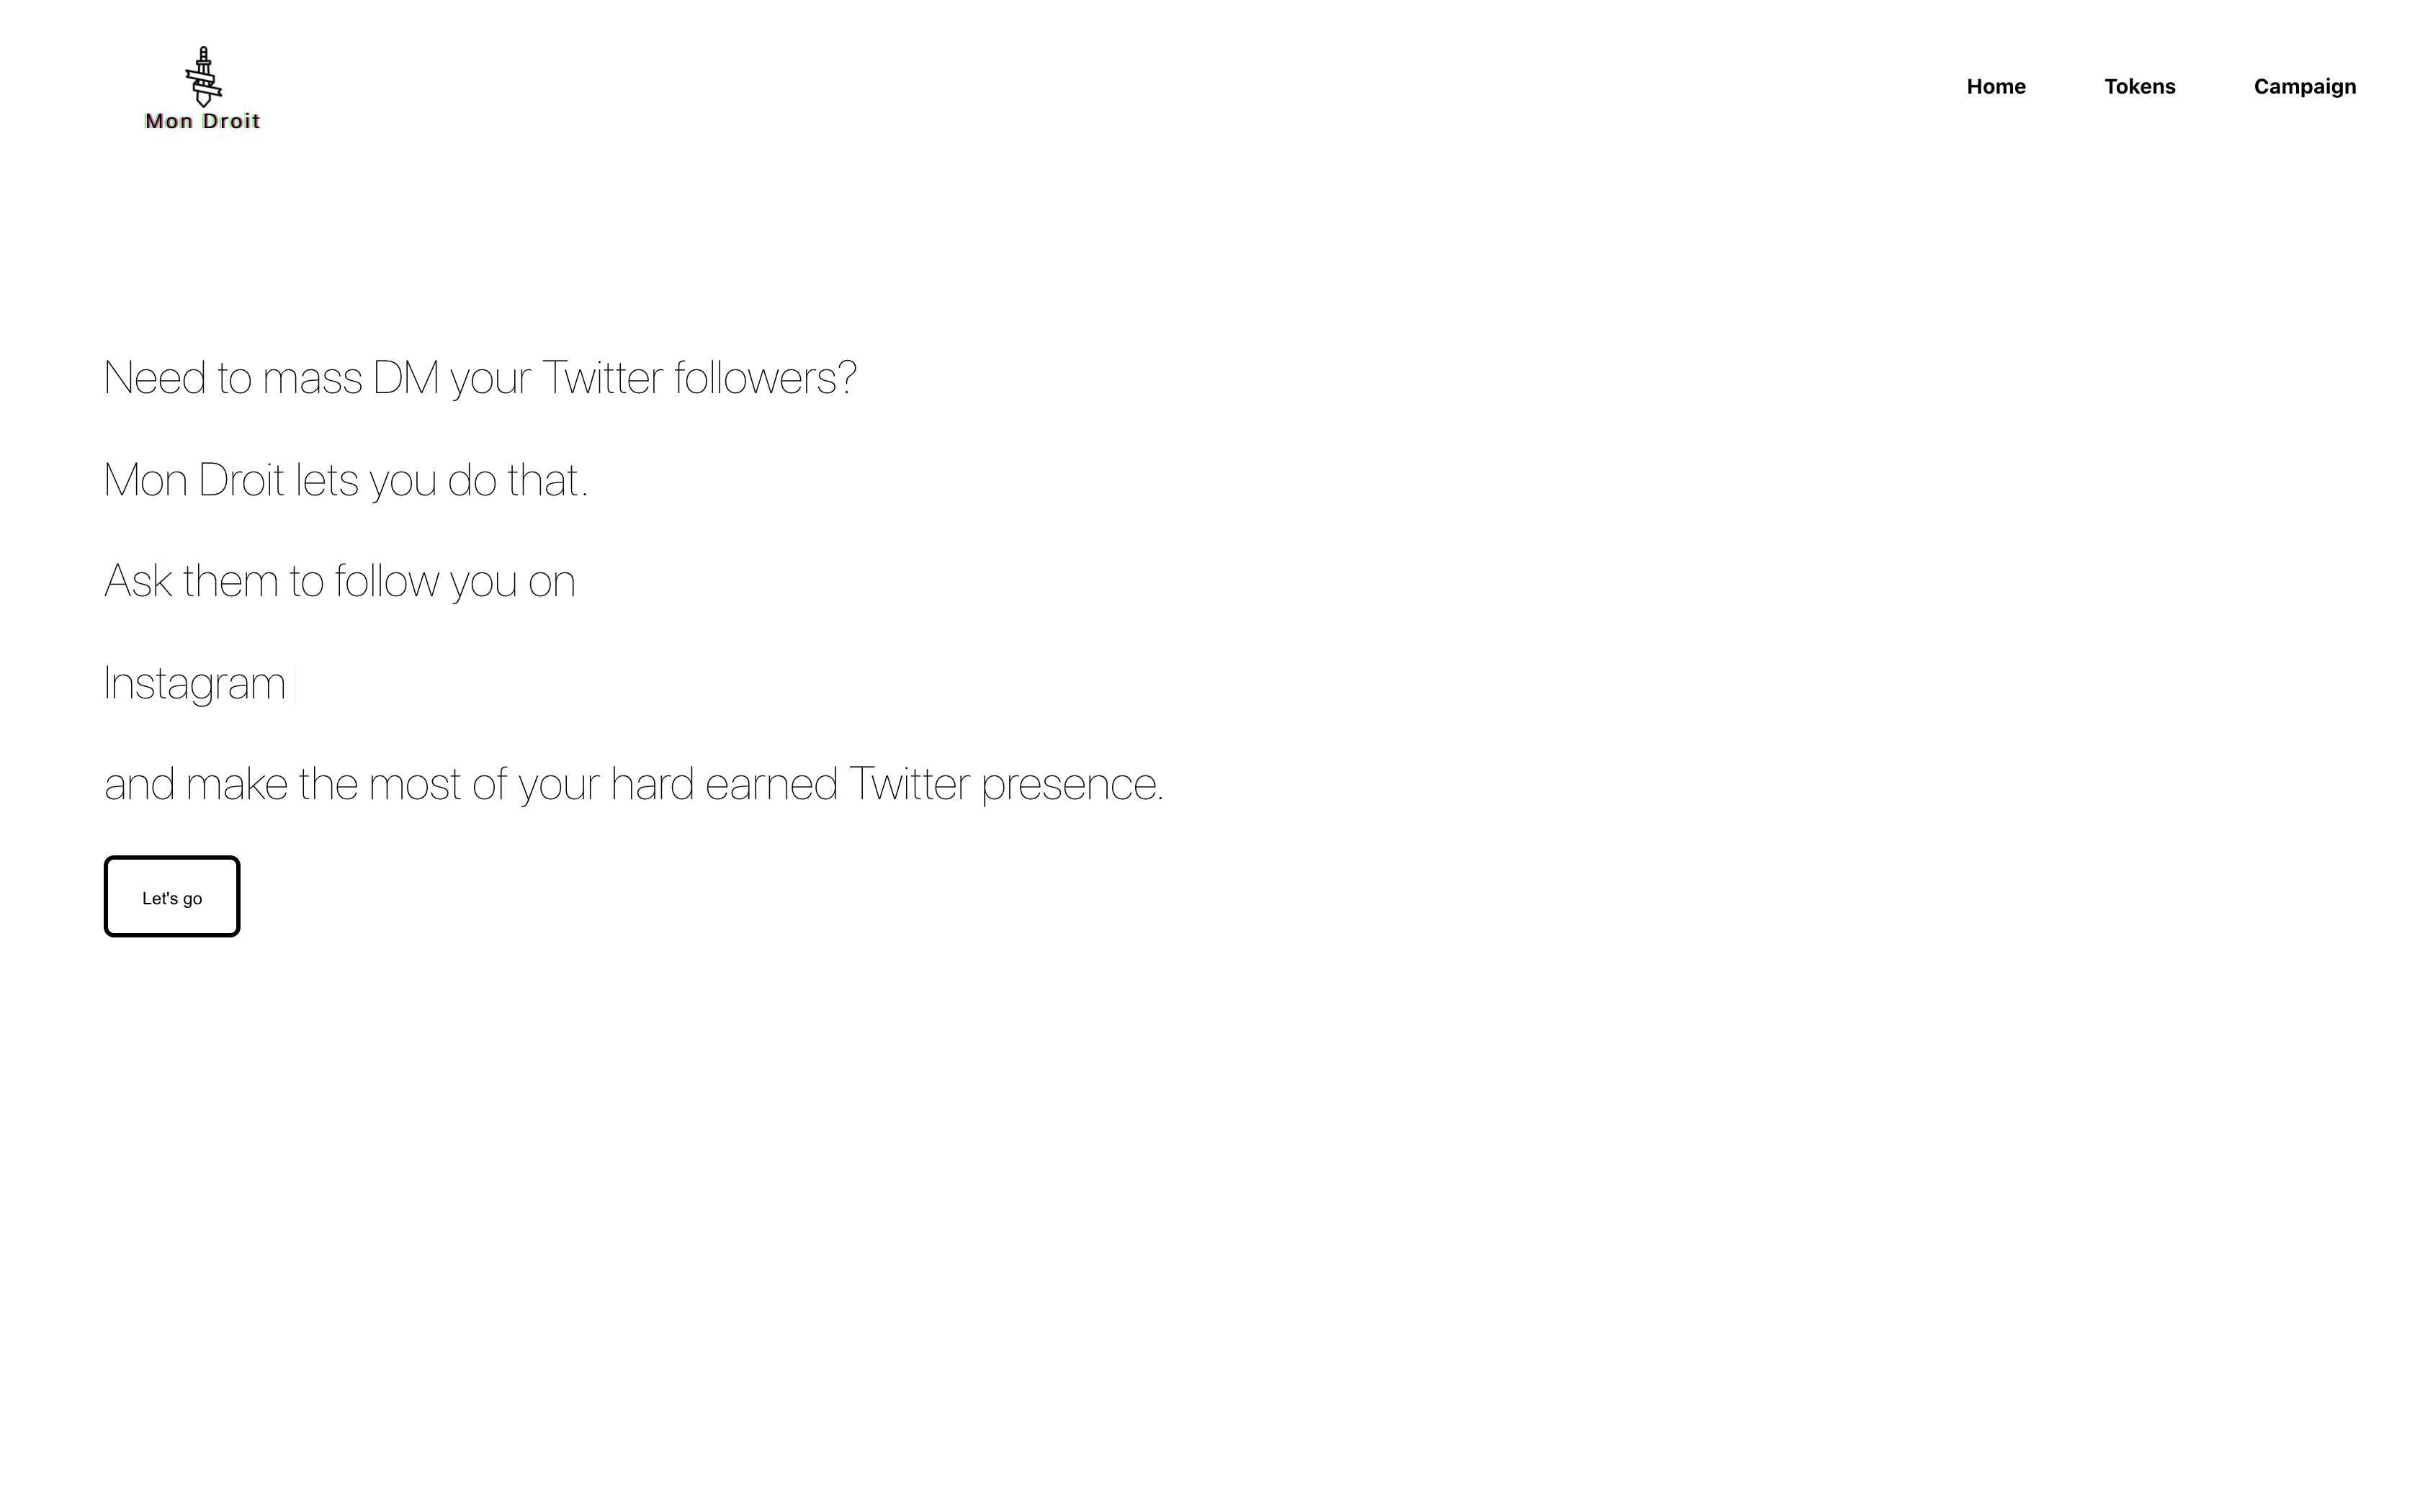 Mon Droit
Home
Tokens
Campaign
Need to mass DM your Twitter followers?
Mon Droit lets you do that.
Ask them to follow you on
Instagram
and make the most of your hard earned Twitter presence.
Let's go